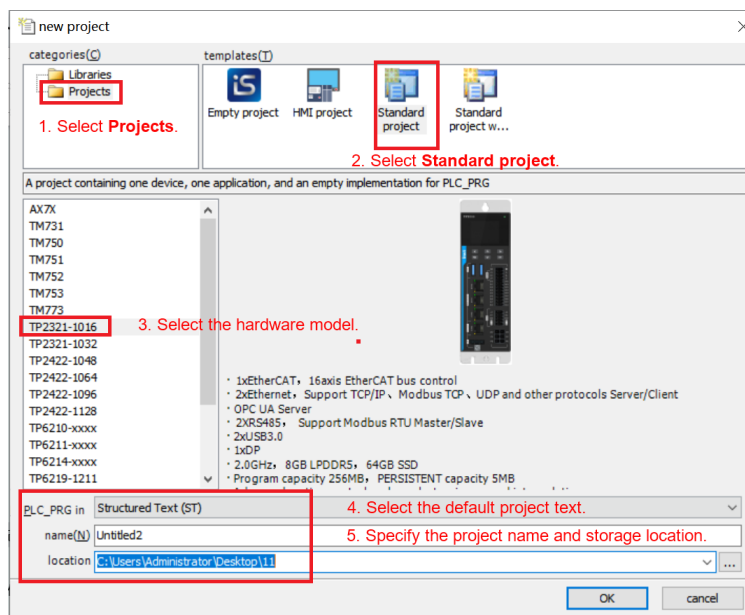 new project
categories(C)
templates(T)
Libraries
Projects
Empty project
HMI project
Standard project
Standard project w...
1. Select Projects.
2. Select Standard project.
A project containing one device, one application, and an empty implementation for PLC_PRG
AX7X
TM731
TM750
TM751
TM752
TM753
TM773
TP2321-1016
3. Select the hardware model.
TP2321-1032
TP2422-1048
TP2422-1064
TP2422-1096
TP2422-1128
TP6210-xxxx
TP6211-xxxx
TP6214-xxxx
TP6219-1211
· 1xEtherCAT，16axis EtherCAT bus control
· 2xEthernet，Support TCP/IP、Modbus TCP、UDP and other protocols Server/Client
· OPC UA Server
· 2XRS485， Support Modbus RTU Master/Slave
· 2xUSB3.0
· 1xDP
· 2.0GHz，8GB LPDDR5，64GB SSD
· Program capacity 256MB，PERSISTENT capacity 5MB
PLC_PRG in Structured Text (ST)
4. Select the default project text.
name(N) Untitled2
5. Specify the project name and storage location.
location C:\Users\Administrator\Desktop\11
...
OK
cancel